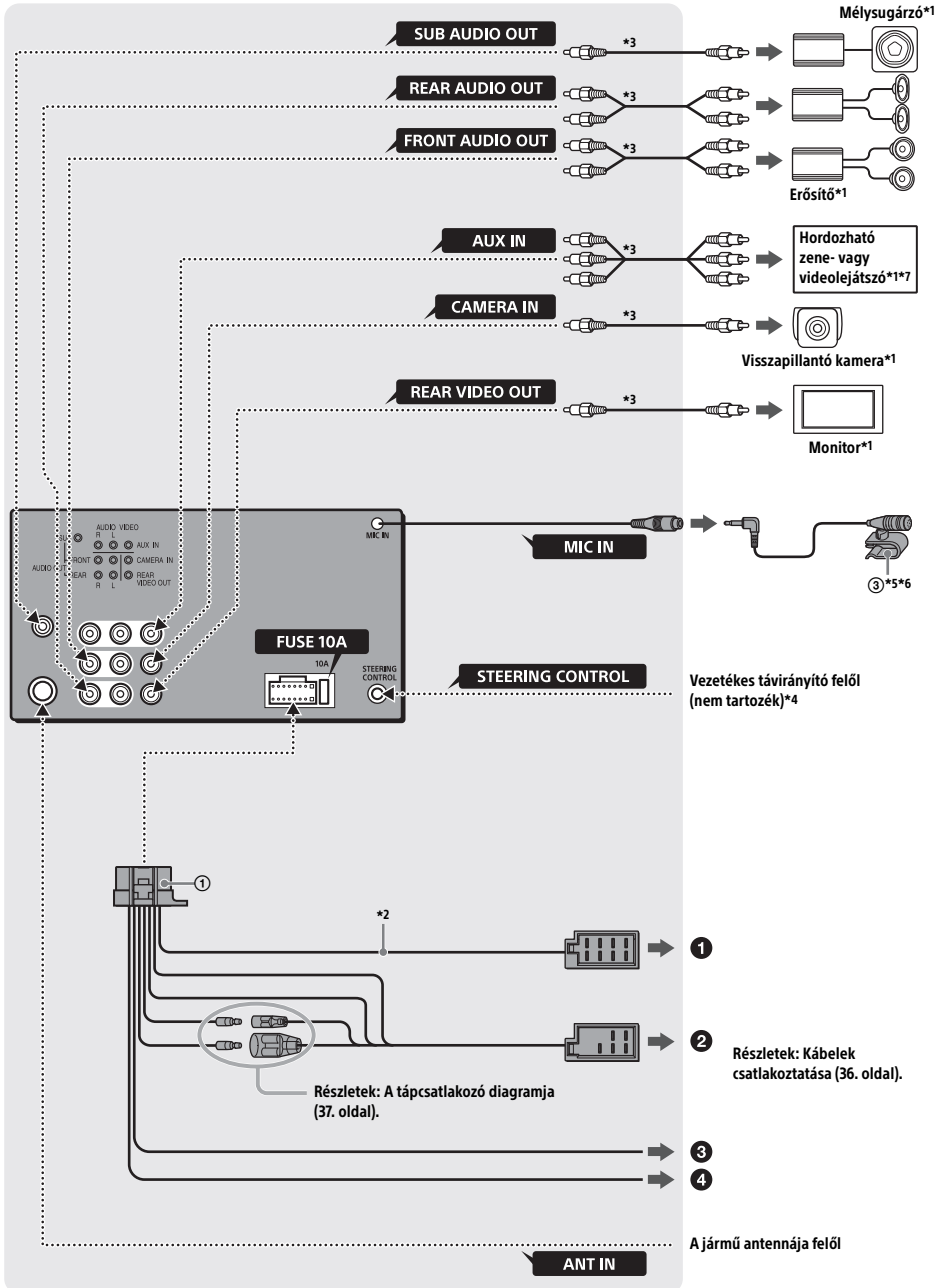 Mélysugárzó*1
SUB AUDIO OUT
*3
REAR AUDIO OUT
*3
FRONT AUDIO OUT
*3
Erősítő*1
AUX IN
*3
Hordozható
zene- vagy
videolejátszó*1*7
CAMERA IN
*3
Visszapillantó kamera*1
REAR VIDEO OUT
*3
Monitor*1
AUDIO VIDEO
R L
AUX IN
FRONT
CAMERA IN
AUDIO OUT
REAR
VIDEO OUT
R L
MIC IN
MIC IN
③*5*6
FUSE 10A
10A
STEERING
CONTROL
STEERING CONTROL
Vezetékes távirányító felől
(nem tartozék)*4
①
*2
❶
❷
Részletek: Kábelek
csatlakoztatása (36. oldal).
Részletek: A tápcsatlakozó diagramja
(37. oldal).
❸
❹
A jármű antennája felől
ANT IN